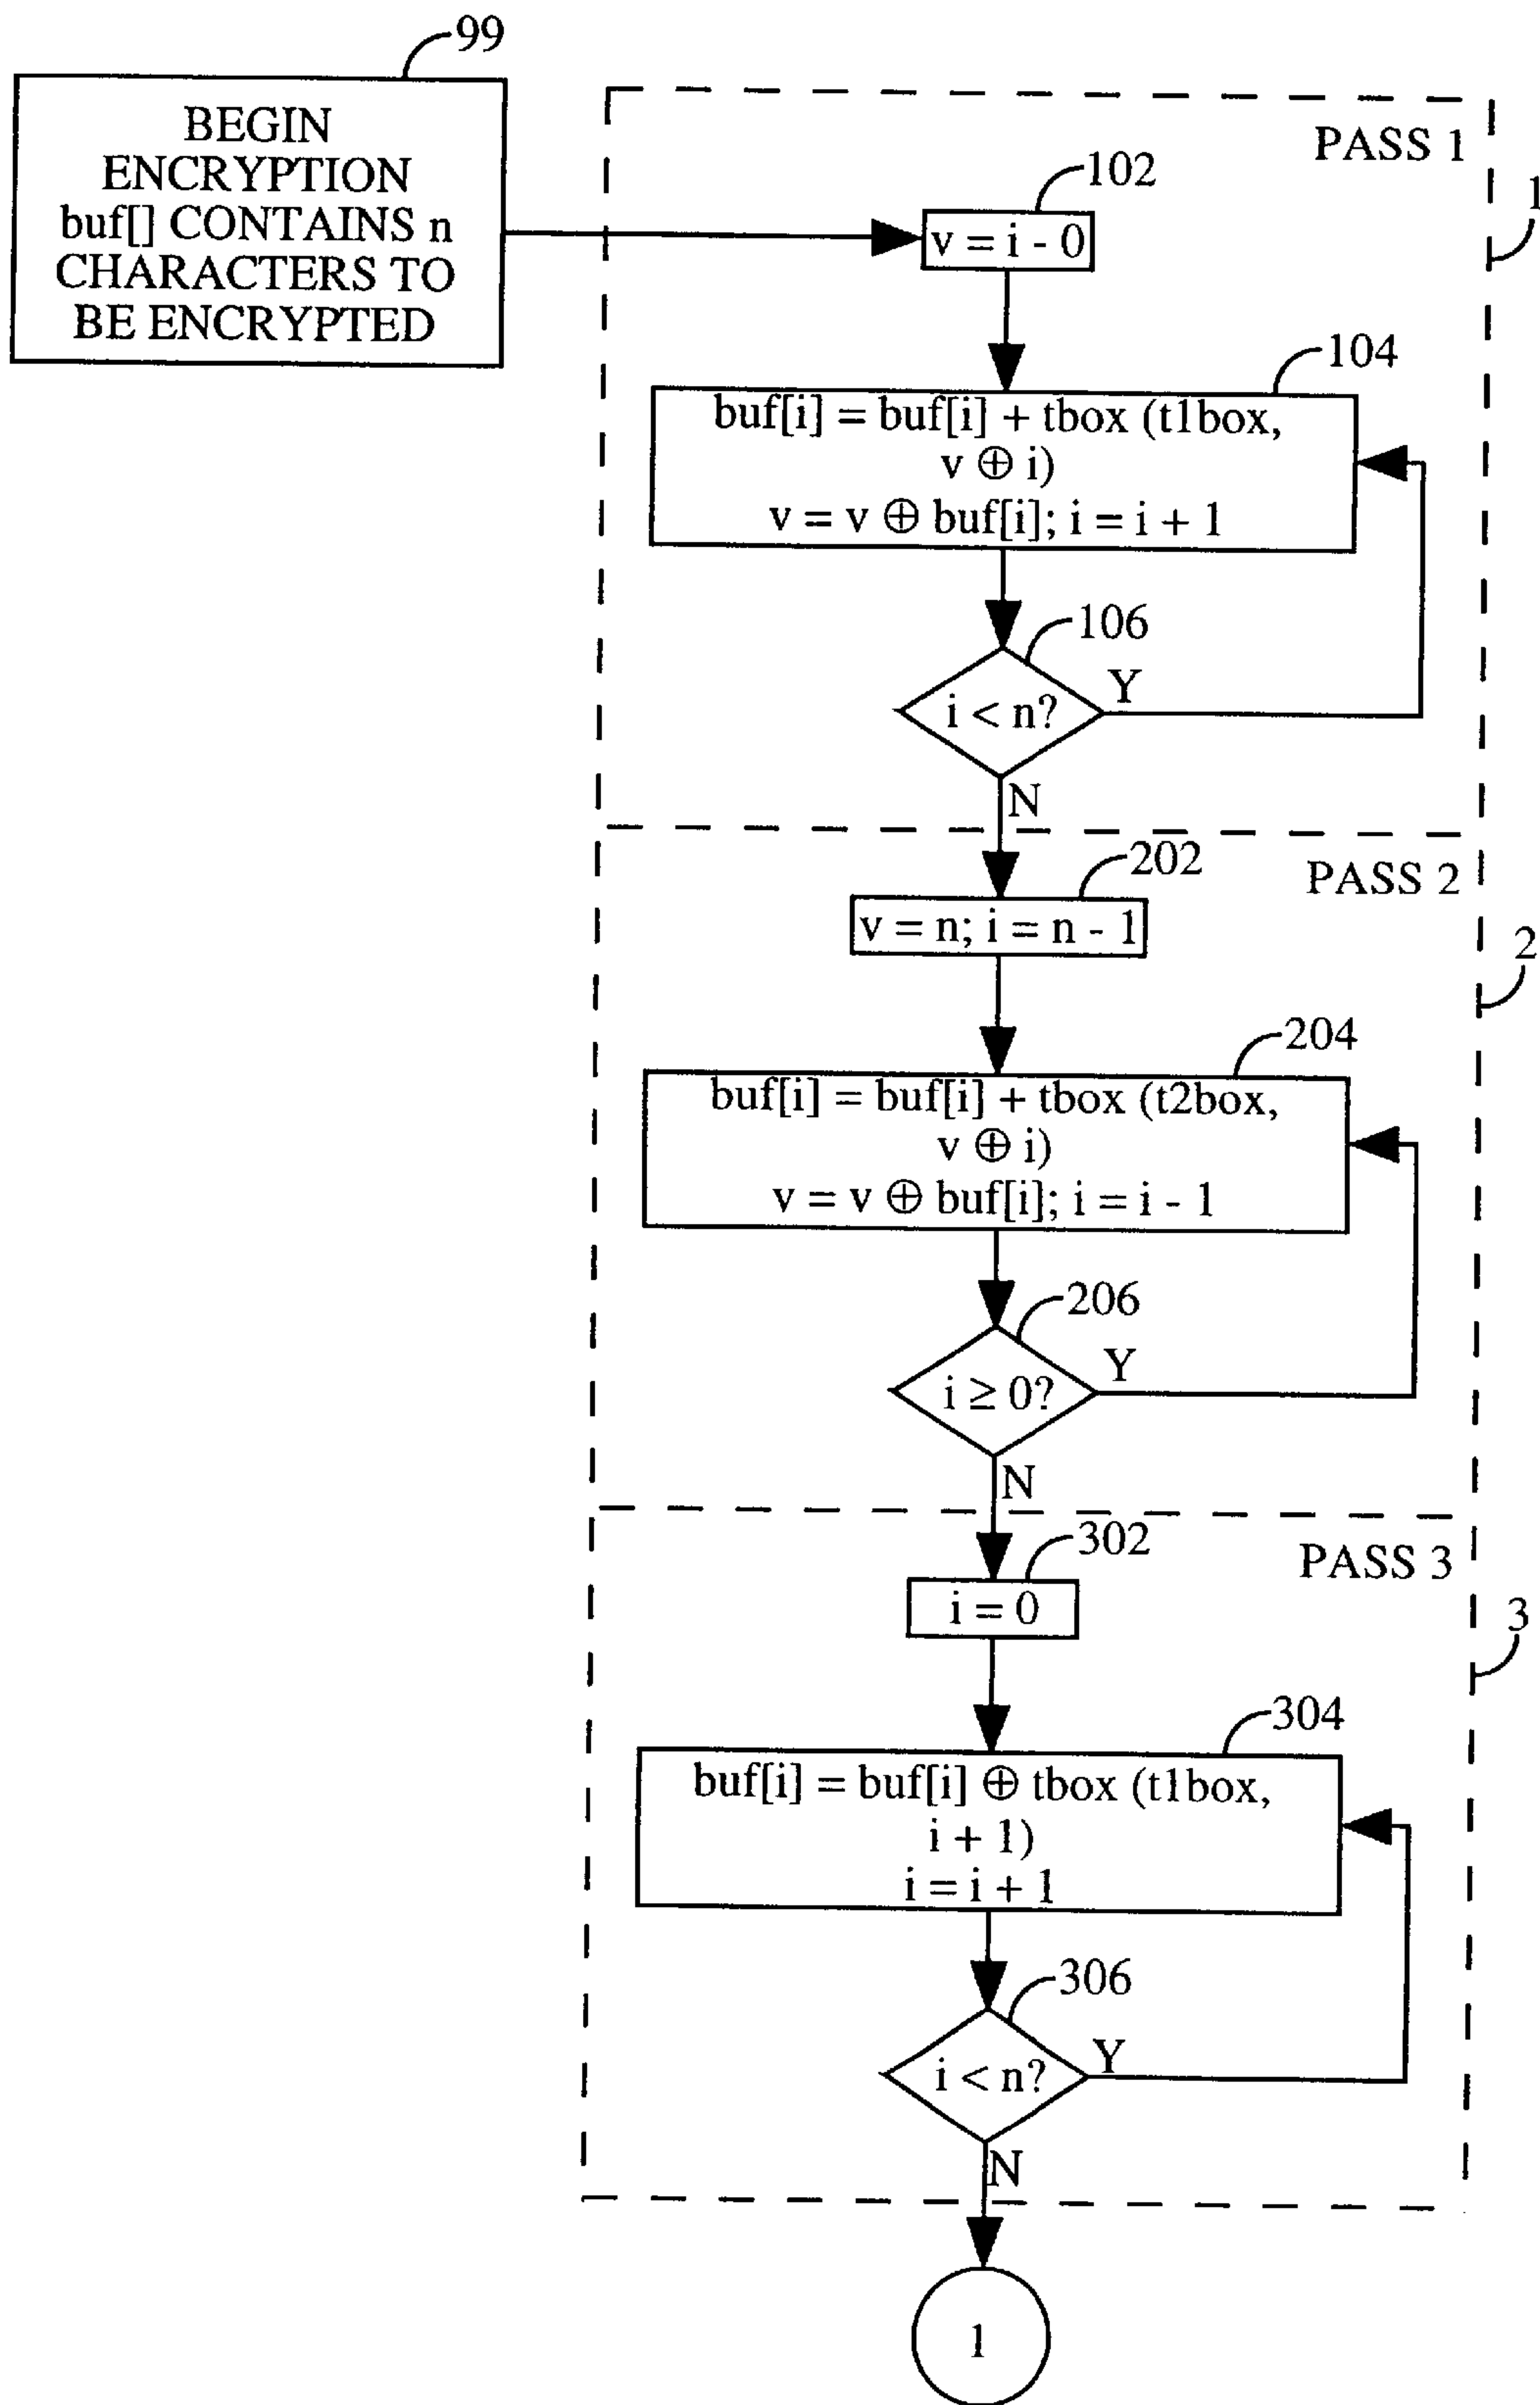 99
BEGIN
ENCRYPTION
buf[] CONTAINS n
CHARACTERS TO
BE ENCRYPTED
PASS 1
1
102
v = i - 0
104
buf[i] = buf[i] + tbox (t1box,
v ⊕ i)
v = v ⊕ buf[i]; i = i + 1
106
i < n?
Y
N
PASS 2
2
202
v = n; i = n - 1
204
buf[i] = buf[i] + tbox (t2box,
v ⊕ i)
v = v ⊕ buf[i]; i = i - 1
206
i ≥ 0?
Y
N
PASS 3
3
302
i = 0
304
buf[i] = buf[i] ⊕ tbox (t1box,
i + 1)
i = i + 1
306
i < n?
Y
N
1